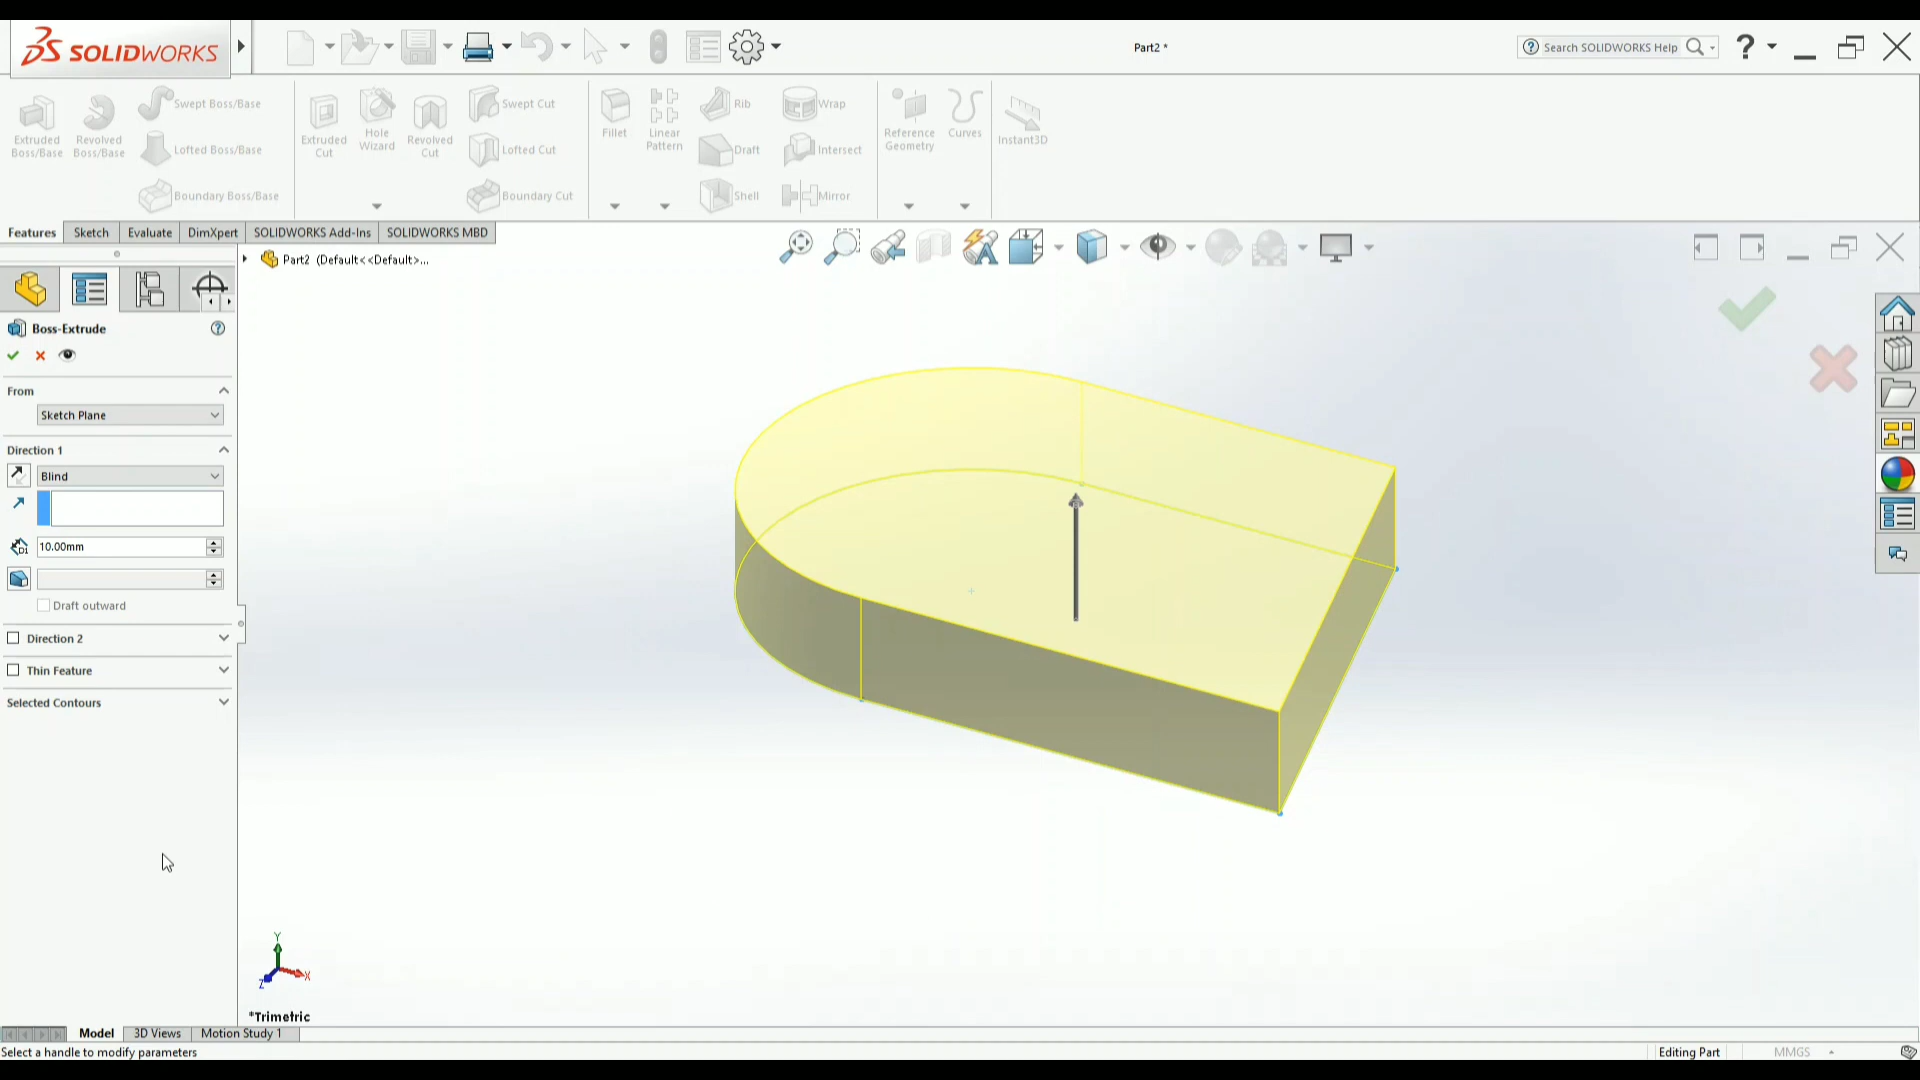 SOLIDWORKS
Part2 *
Search SOLIDWORKS Help
?
Extruded Boss/Base
Revolved Boss/Base
Swept Boss/Base
Lofted Boss/Base
Boundary Boss/Base
Extruded Cut
Hole Wizard
Revolved Cut
Swept Cut
Lofted Cut
Boundary Cut
Fillet
Linear Pattern
Rib
Draft
Shell
Wrap
Intersect
Mirror
Reference Geometry
Curves
Instant3D
Features
Sketch
Evaluate
DimXpert
SOLIDWORKS Add-Ins
SOLIDWORKS MBD
Part2 (Default<<Default>...
Boss-Extrude
From
Sketch Plane
Direction 1
Blind
D1
10.00mm
Draft outward
Direction 2
Thin Feature
Selected Contours
Y
X
Z
*Trimetric
Model
3D Views
Motion Study 1
Select a handle to modify parameters
Editing Part
MMGS